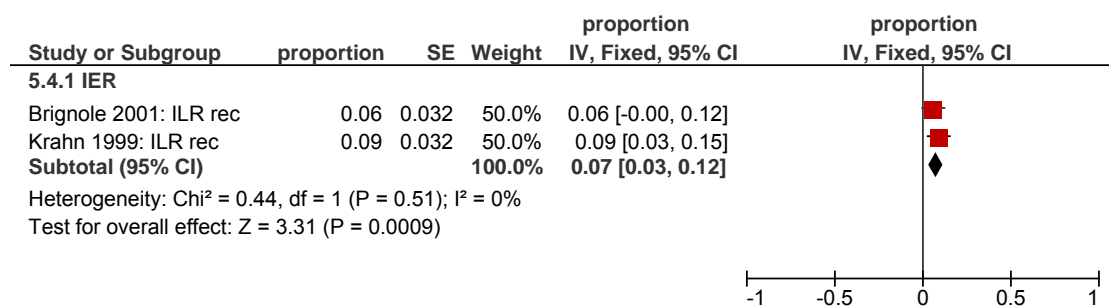 proportion proportion
Study or Subgroup proportion SE Weight IV, Fixed, 95% CI IV, Fixed, 95% CI
5.4.1 IER
Brignole 2001: ILR rec 0.06 0.032 50.0% 0.06 [-0.00, 0.12]
Krahn 1999: ILR rec 0.09 0.032 50.0% 0.09 [0.03, 0.15]
Subtotal (95% CI) 100.0% 0.07 [0.03, 0.12]
Heterogeneity: Chi² = 0.44, df = 1 (P = 0.51); I² = 0%
Test for overall effect: Z = 3.31 (P = 0.0009)
-1 -0.5 0 0.5 1